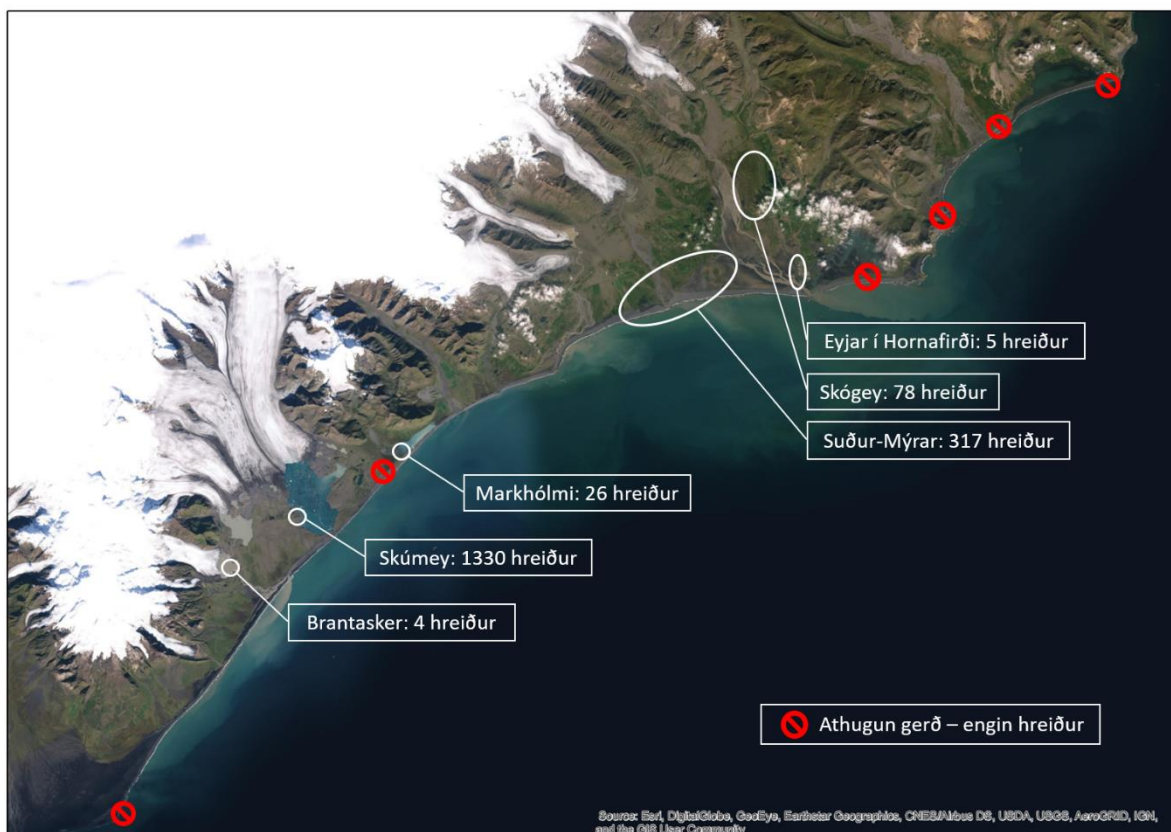 Eyjar í Hornafirði: 5 hreiður
Skógey: 78 hreiður
Suður-Mýrar: 317 hreiður
Markhólmi: 26 hreiður
Skúmey: 1330 hreiður
Brantasker: 4 hreiður
Athugun gerð – engin hreiður
Source: Esri, DigitalGlobe, GeoEye, Earthstar Geographics, CNES/Airbus DS, USDA, USGS, AeroGRID, IGN,
and the GIS User Community